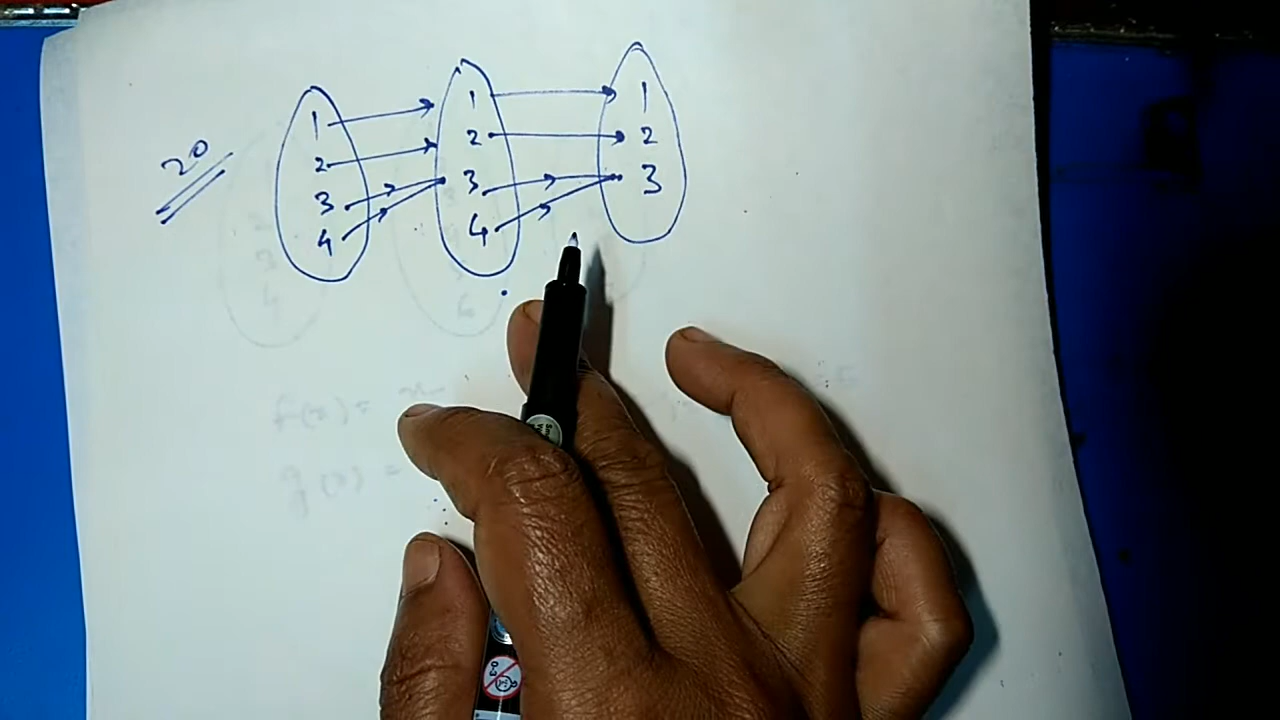 20
1 1 1
2 2 2
3 3 3
4 4
f(x) =
g(x) =